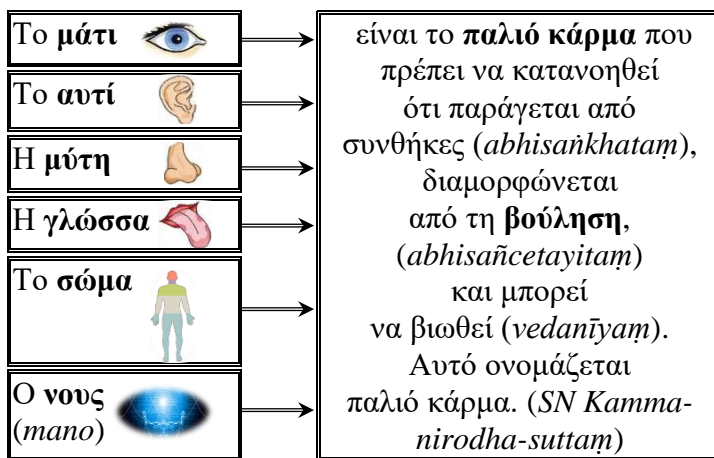 Το μάτι
Το αυτί
Η μύτη
Η γλώσσα
Το σώμα
Ο νους
(mano)
είναι το παλιό κάρμα που
πρέπει να κατανοηθεί
ότι παράγεται από
συνθήκες (abhisaṅkhataṃ),
διαμορφώνεται
από τη βούληση,
(abhisañcetayitaṃ)
και μπορεί
να βιωθεί (vedanīyaṃ).
Αυτό ονομάζεται
παλιό κάρμα. (SN Kamma-
nirodha-suttaṃ)